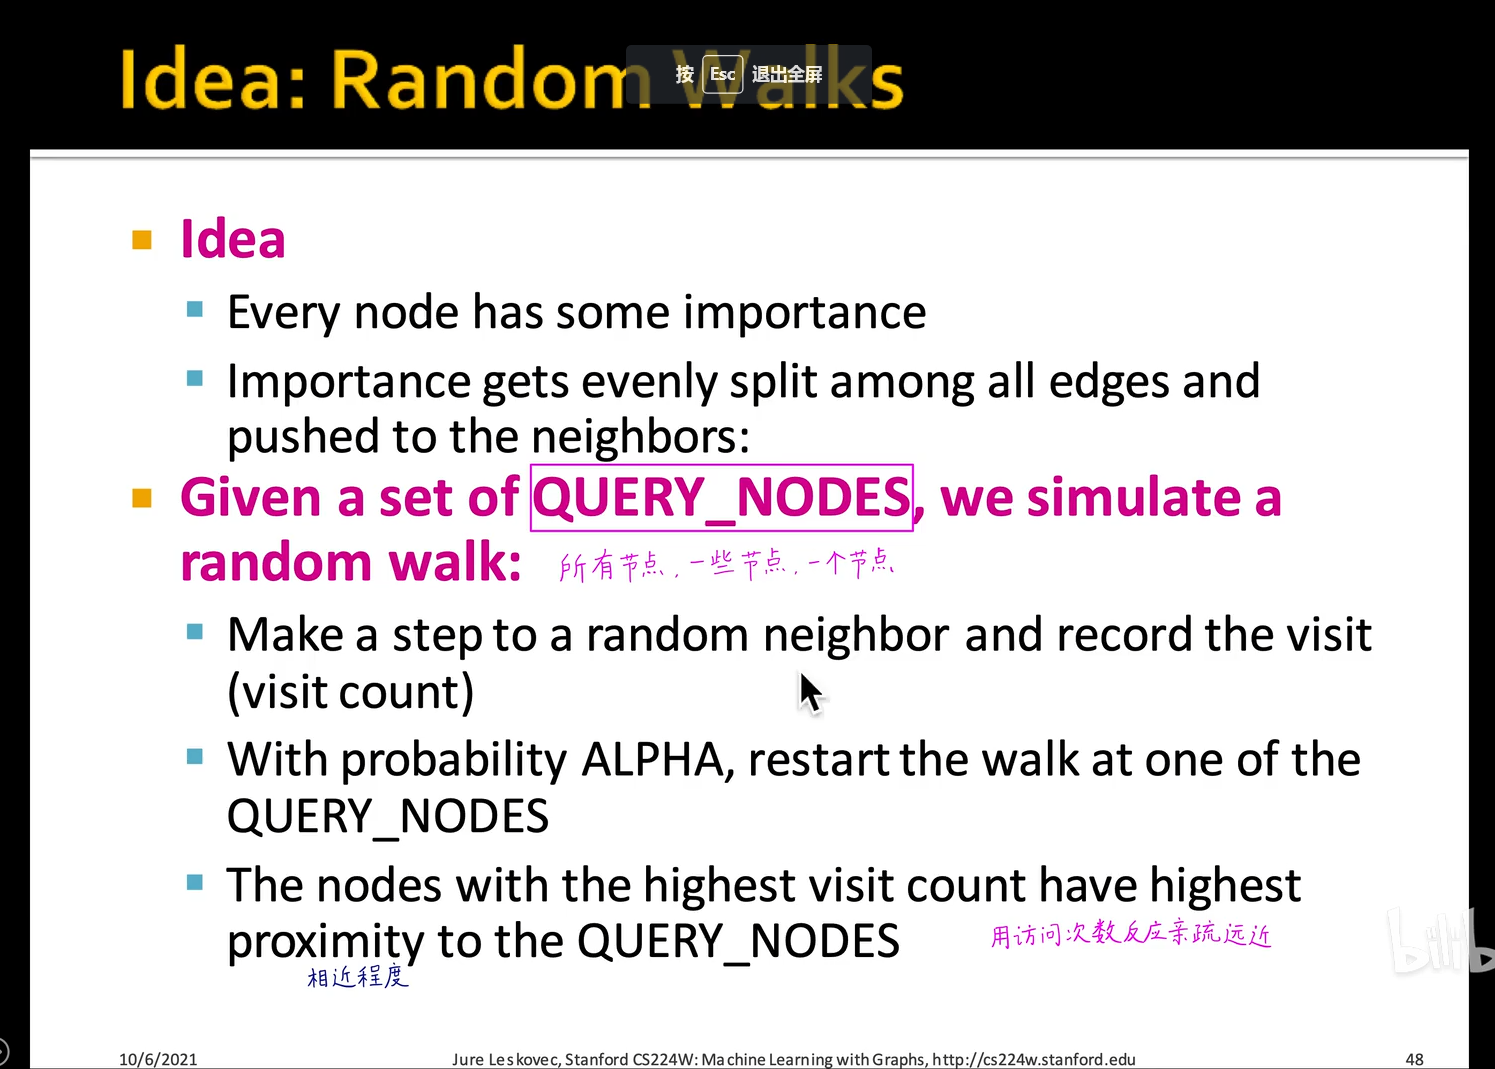 Idea: Random Walks
按 Esc 退出全屏
Idea
Every node has some importance
Importance gets evenly split among all edges and
pushed to the neighbors:
Given a set of QUERY_NODES, we simulate a
random walk:
所有节点,一些节点,一个节点
Make a step to a random neighbor and record the visit
(visit count)
With probability ALPHA, restart the walk at one of the
QUERY_NODES
The nodes with the highest visit count have highest
proximity to the QUERY_NODES
用访问次数反应亲疏远近
相近程度
bilib
10/6/2021
Jure Leskovec, Stanford CS224W: Machine Learning with Graphs, http://cs224w.stanford.edu
48